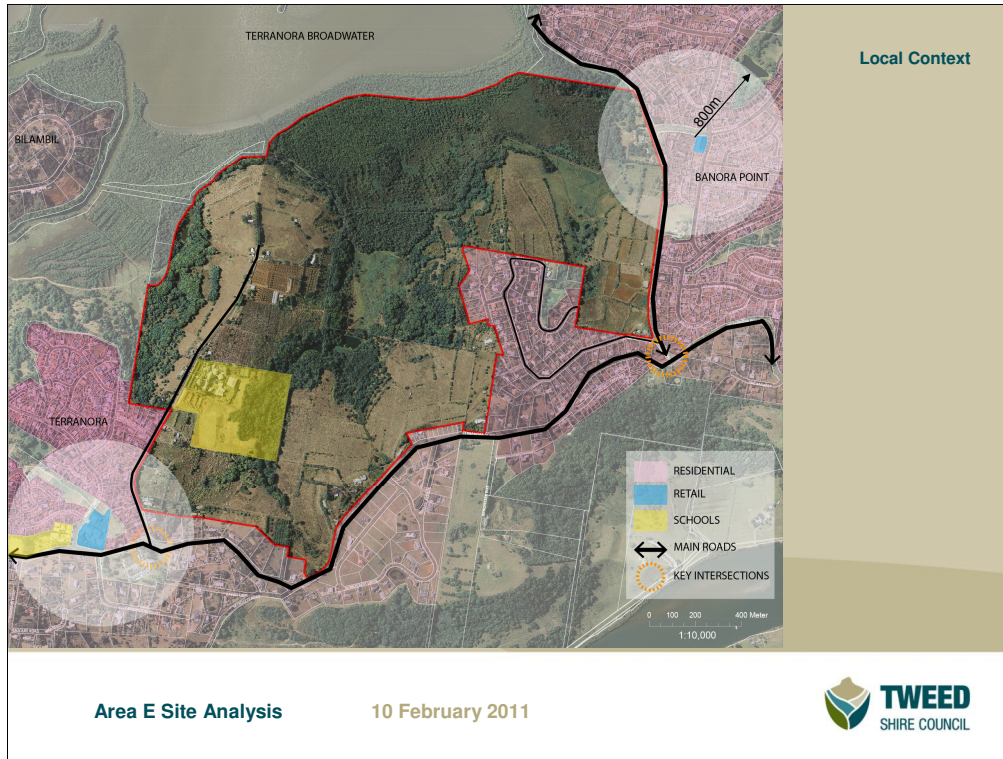 Local Context
TERRANORA BROADWATER
BILAMBIL
800m
BANORA POINT
TERRANORA
RESIDENTIAL
RETAIL
SCHOOLS
MAIN ROADS
KEY INTERSECTIONS
0 100 200 400 Meter
1:10,000
Area E Site Analysis
10 February 2011
TWEED
SHIRE COUNCIL